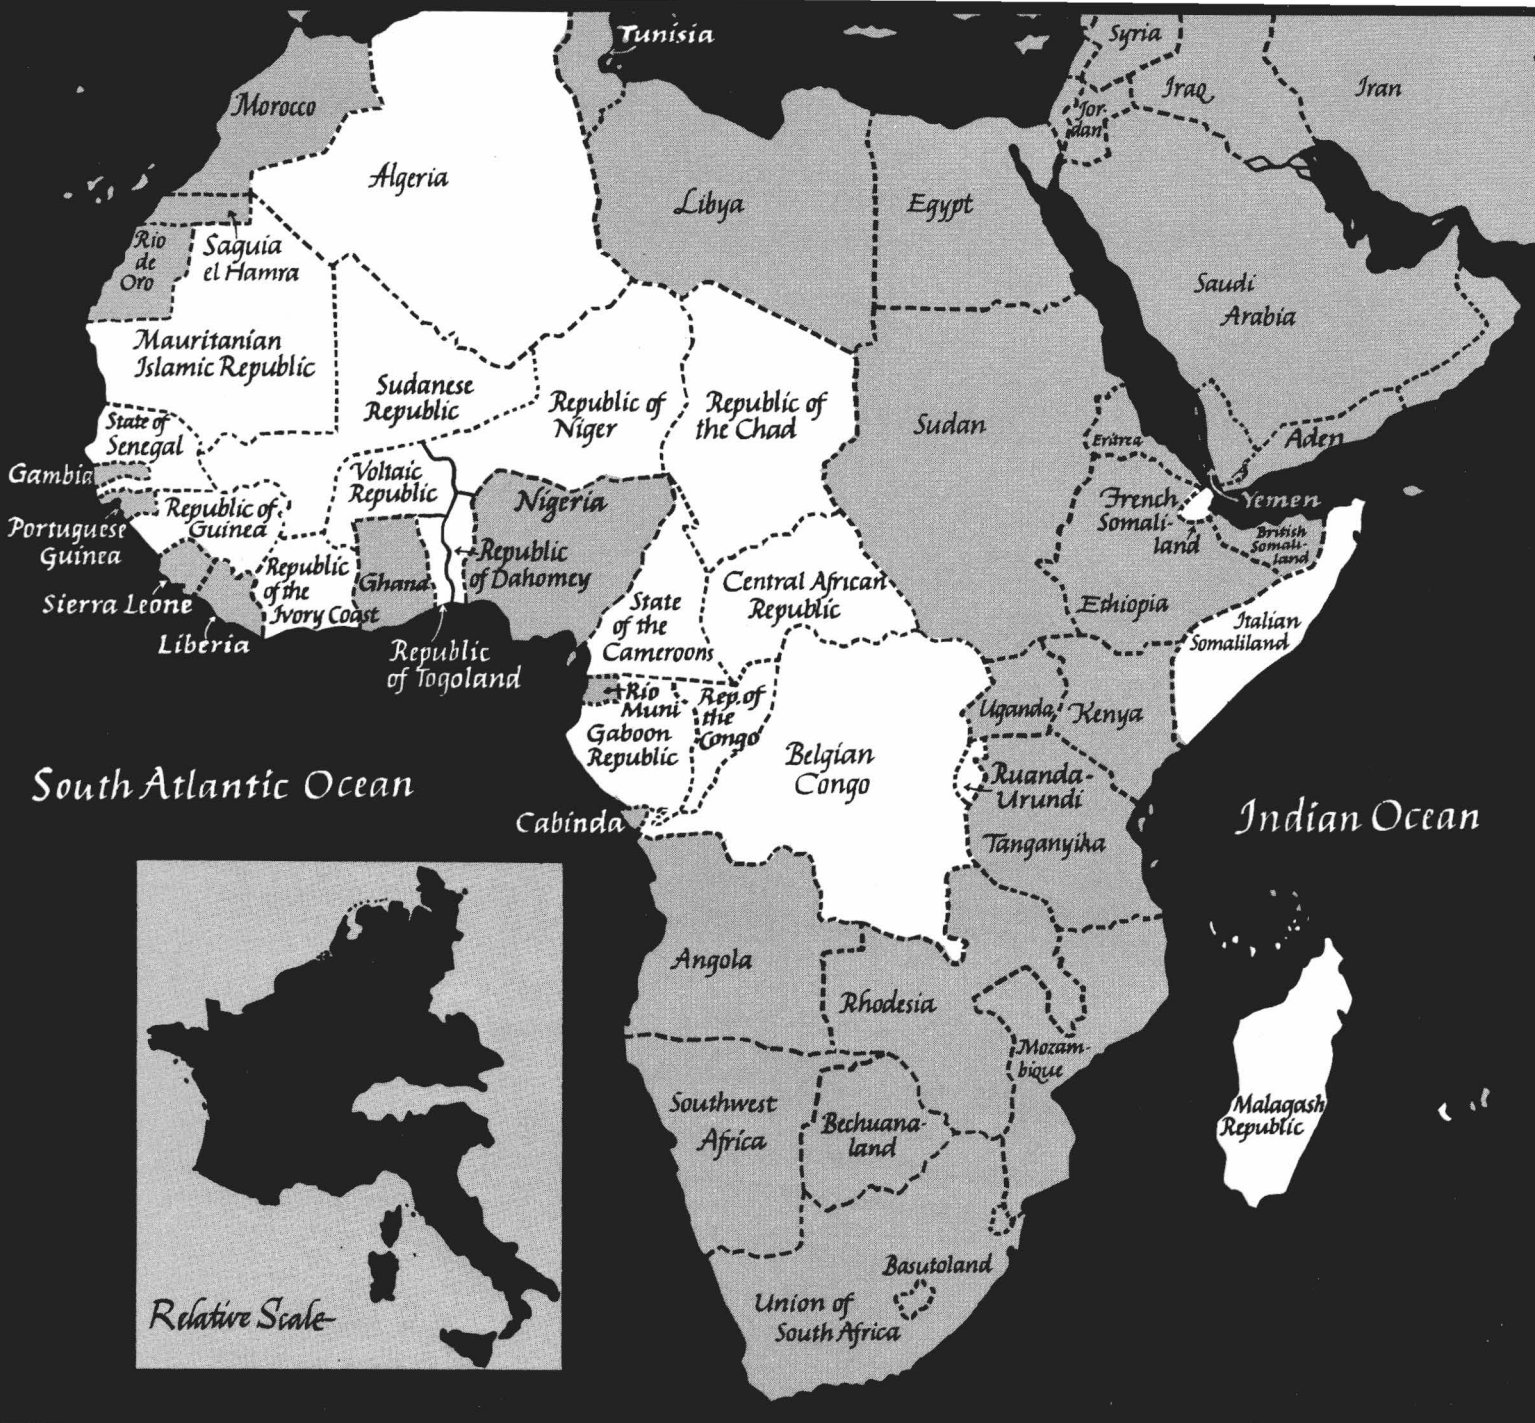 Tunisia
Syria
Iraq
Iran
Jor-
dan
Morocco
Algeria
Libya
Egypt
Saudi
Arabia
Rio
de
Oro
Saguia
el Hamra
Mauritanian
Islamic Republic
Sudanese
Republic
Republic of
Niger
Republic of
the Chad
Sudan
Eritrea
Aden
Yemen
State of
Senegal
Gambia
Portuguese
Guinea
Republic of
Guinea
Voltaic
Republic
Nigeria
French
Somali-
land
British
Somali-
land
Sierra Leone
Liberia
Republic
of the
Ivory Coast
Ghana
Republic
of Dahomey
Republic
of Togoland
State
of the
Cameroons
Central African
Republic
Ethiopia
Italian
Somaliland
Rio
Muni
Gaboon
Republic
Rep. of
the
Congo
Belgian
Congo
Uganda
Kenya
Ruanda-
Urundi
Tanganyika
South Atlantic Ocean
Cabinda
Indian Ocean
Angola
Rhodesia
Mozam-
bique
Southwest
Africa
Bechuana-
land
Malagash
Republic
Basutoland
Union of
South Africa
Relative Scale